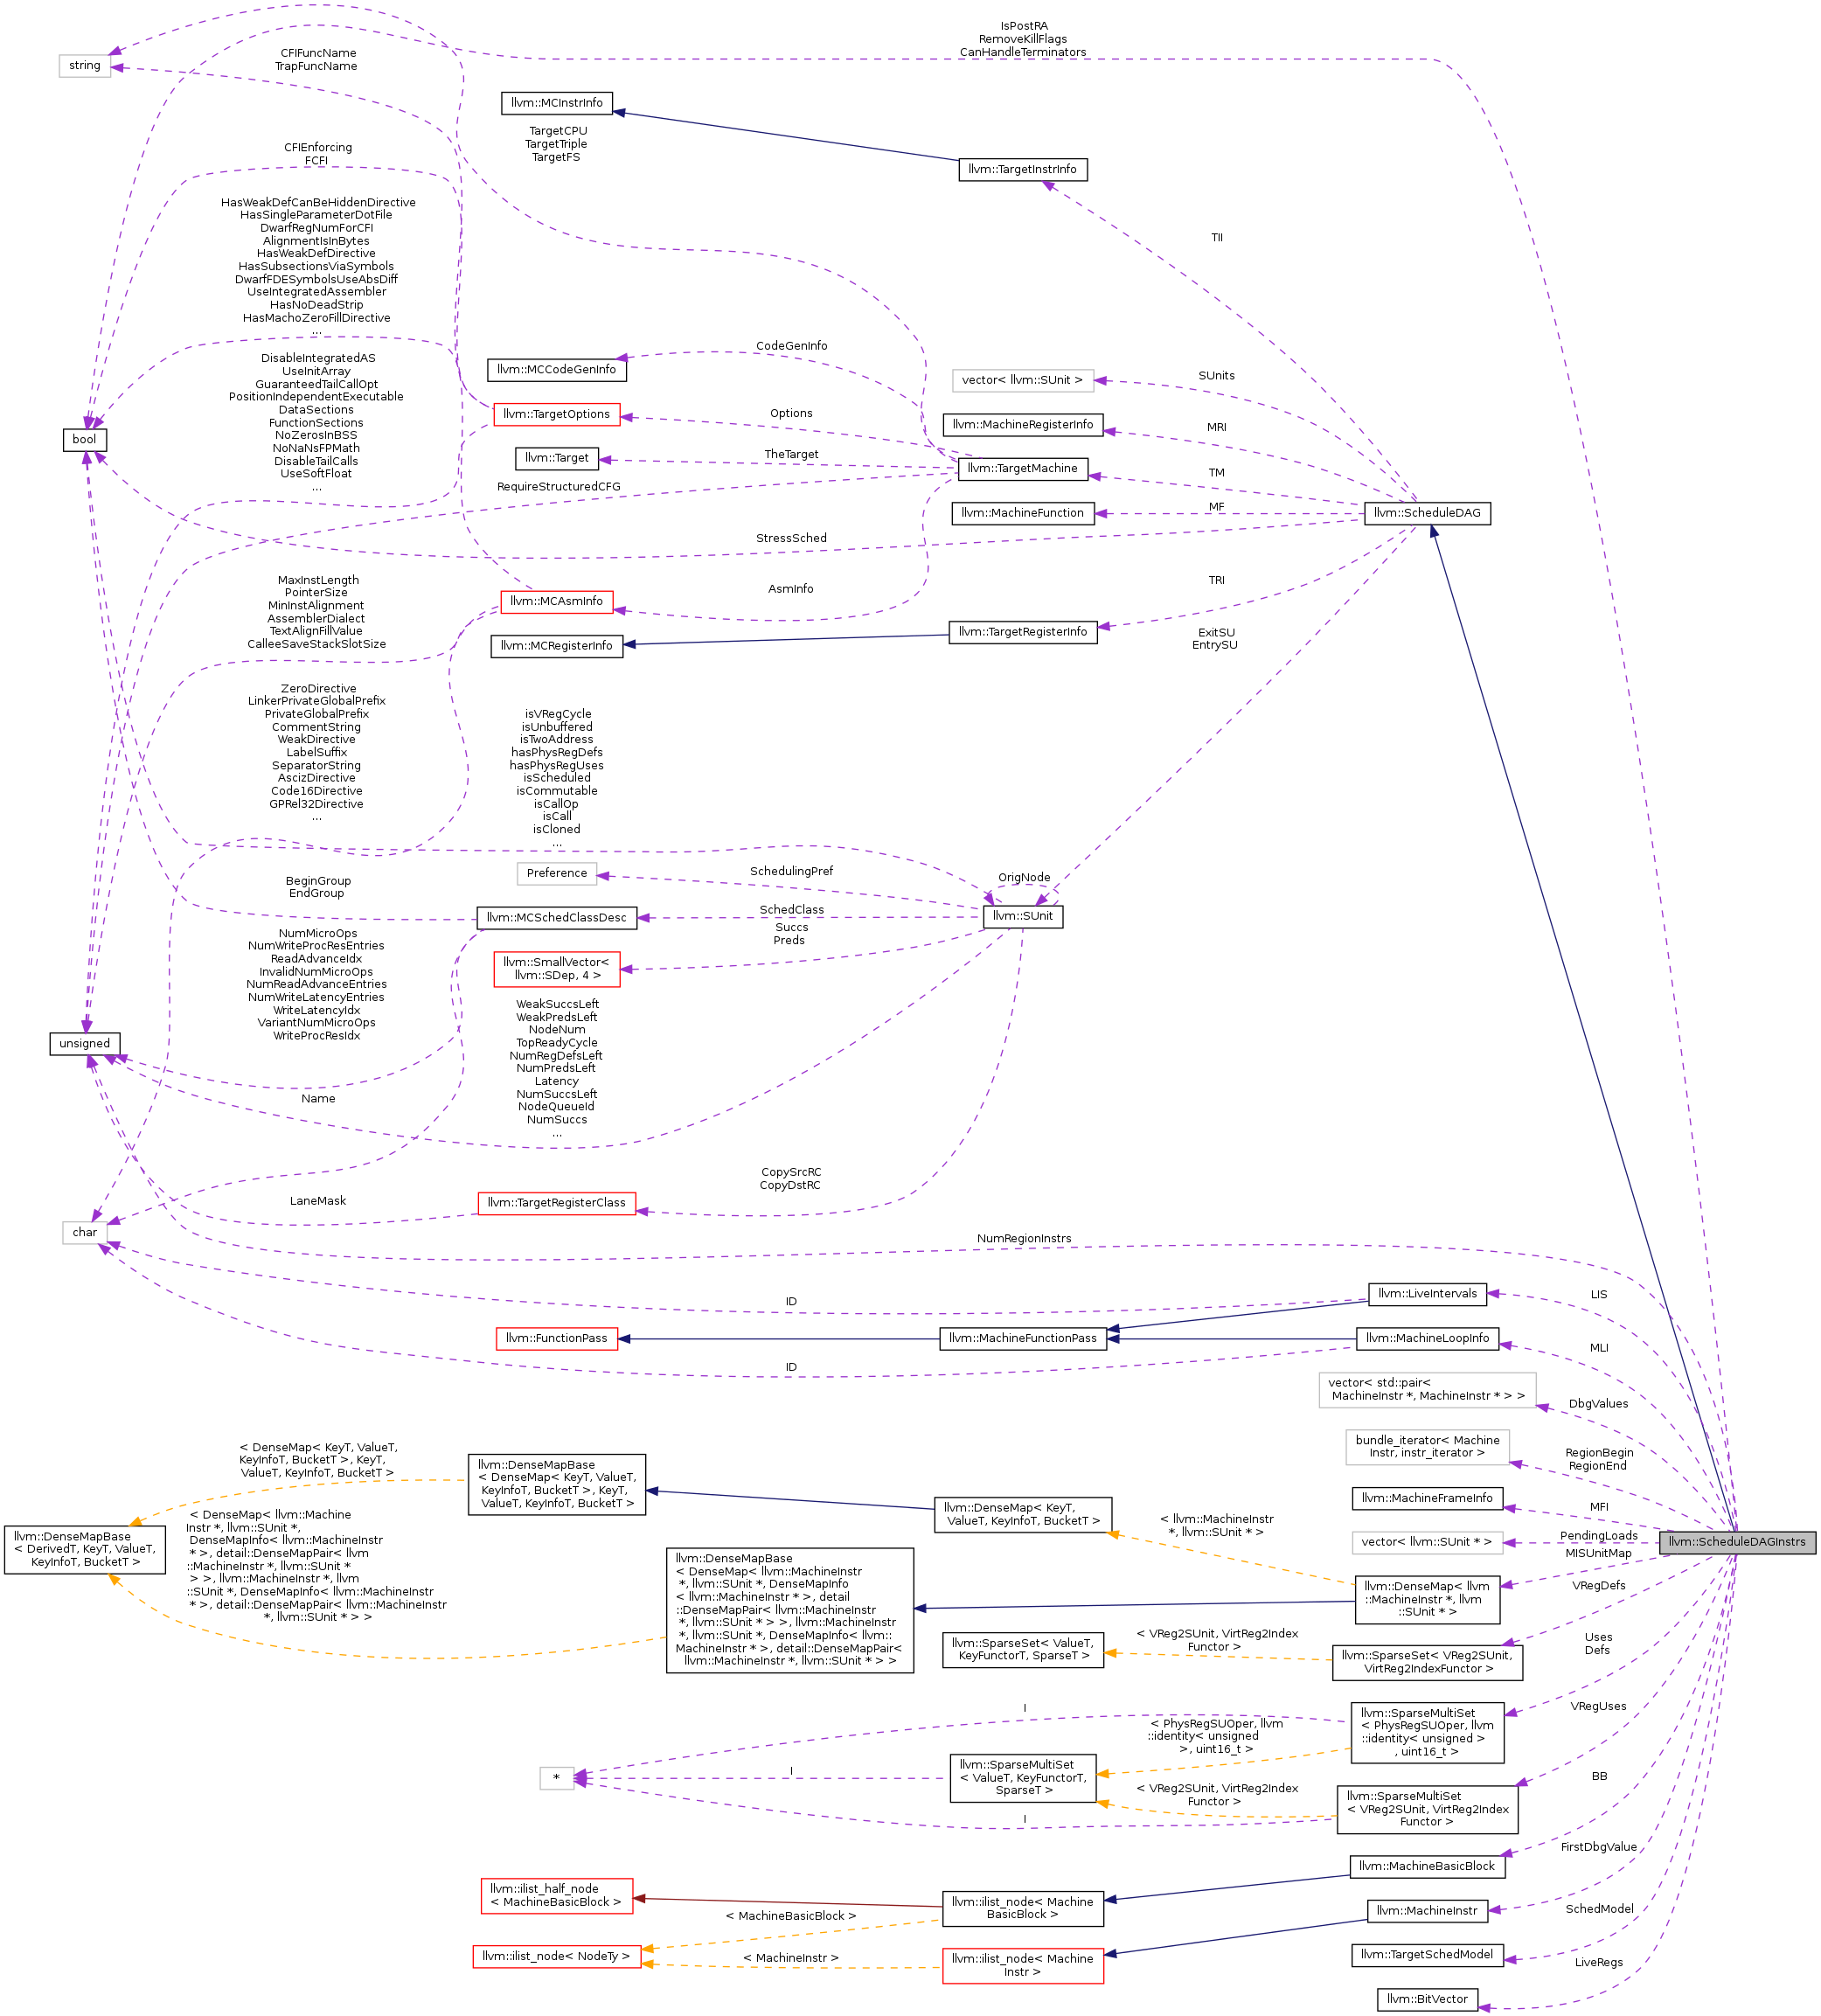 IsPostRA
RemoveKillFlags
CanHandleTerminators
CFIFuncName
TrapFuncName
string
llvm::MCInstrInfo
TargetCPU
TargetTriple
TargetFS
llvm::TargetInstrInfo
CFIEnforcing
FCFI
HasWeakDefCanBeHiddenDirective
HasSingleParameterDotFile
DwarfRegNumForCFI
AlignmentIsInBytes
HasWeakDefDirective
HasSubsectionsViaSymbols
DwarfFDESymbolsUseAbsDiff
UseIntegratedAssembler
HasNoDeadStrip
HasMachoZeroFillDirective
...
TII
CodeGenInfo
llvm::MCCodeGenInfo
vector< llvm::SUnit >
SUnits
DisableIntegratedAS
UseInitArray
GuaranteedTailCallOpt
PositionIndependentExecutable
DataSections
FunctionSections
NoZerosInBSS
NoNaNsFPMath
DisableTailCalls
UseSoftFloat
...
llvm::TargetOptions
Options
llvm::MachineRegisterInfo
MRI
bool
llvm::Target
TheTarget
llvm::TargetMachine
TM
RequireStructuredCFG
llvm::MachineFunction
MF
llvm::ScheduleDAG
StressSched
MaxInstLength
PointerSize
MinInstAlignment
AssemblerDialect
TextAlignFillValue
CalleeSaveStackSlotSize
llvm::MCAsmInfo
AsmInfo
TRI
llvm::MCRegisterInfo
llvm::TargetRegisterInfo
ExitSU
EntrySU
ZeroDirective
LinkerPrivateGlobalPrefix
PrivateGlobalPrefix
CommentString
WeakDirective
LabelSuffix
SeparatorString
AscizDirective
Code16Directive
GPRel32Directive
...
isVRegCycle
isUnbuffered
isTwoAddress
hasPhysRegDefs
hasPhysRegUses
isScheduled
isCommutable
isCallOp
isCall
isCloned
...
Preference
SchedulingPref
OrigNode
BeginGroup
EndGroup
llvm::MCSchedClassDesc
SchedClass
llvm::SUnit
Succs
Preds
NumMicroOps
NumWriteProcResEntries
ReadAdvanceIdx
InvalidNumMicroOps
NumReadAdvanceEntries
NumWriteLatencyEntries
WriteLatencyIdx
VariantNumMicroOps
WriteProcResIdx
llvm::SmallVector<
llvm::SDep, 4 >
WeakSuccsLeft
WeakPredsLeft
NodeNum
TopReadyCycle
NumRegDefsLeft
NumPredsLeft
Latency
NumSuccsLeft
NodeQueueId
NumSuccs
...
unsigned
Name
CopySrcRC
CopyDstRC
LaneMask
llvm::TargetRegisterClass
char
NumRegionInstrs
ID
llvm::LiveIntervals
LIS
llvm::FunctionPass
llvm::MachineFunctionPass
llvm::MachineLoopInfo
MLI
ID
vector< std::pair<
MachineInstr *, MachineInstr * > >
DbgValues
bundle_iterator< Machine
Instr, instr_iterator >
RegionBegin
RegionEnd
< DenseMap< KeyT, ValueT,
KeyInfoT, BucketT >, KeyT,
ValueT, KeyInfoT, BucketT >
llvm::DenseMapBase
< DenseMap< KeyT, ValueT,
KeyInfoT, BucketT >, KeyT,
ValueT, KeyInfoT, BucketT >
llvm::DenseMap< KeyT,
ValueT, KeyInfoT, BucketT >
llvm::MachineFrameInfo
MFI
< llvm::MachineInstr
*, llvm::SUnit * >
vector< llvm::SUnit * >
PendingLoads
llvm::ScheduleDAGInstrs
MISUnitMap
llvm::DenseMapBase
< DerivedT, KeyT, ValueT,
KeyInfoT, BucketT >
< DenseMap< llvm::Machine
Instr *, llvm::SUnit *,
DenseMapInfo< llvm::MachineInstr
* >, detail::DenseMapPair< llvm
::MachineInstr *, llvm::SUnit *
> >, llvm::MachineInstr *, llvm
::SUnit *, DenseMapInfo< llvm::MachineInstr
* >, detail::DenseMapPair< llvm::MachineInstr
*, llvm::SUnit * > >
llvm::DenseMapBase
< DenseMap< llvm::MachineInstr
*, llvm::SUnit *, DenseMapInfo
< llvm::MachineInstr * >, detail
::DenseMapPair< llvm::MachineInstr
*, llvm::SUnit * > >, llvm::MachineInstr
*, llvm::SUnit *, DenseMapInfo< llvm::
MachineInstr * >, detail::DenseMapPair<
llvm::MachineInstr *, llvm::SUnit * > >
llvm::DenseMap< llvm
::MachineInstr *, llvm
::SUnit * >
VRegDefs
llvm::SparseSet< ValueT,
KeyFunctorT, SparseT >
< VReg2SUnit, VirtReg2Index
Functor >
llvm::SparseSet< VReg2SUnit,
VirtReg2IndexFunctor >
Uses
Defs
I
< PhysRegSUOper, llvm
::identity< unsigned
>, uint16_t >
llvm::SparseMultiSet
< PhysRegSUOper, llvm
::identity< unsigned >
, uint16_t >
VRegUses
*
I
llvm::SparseMultiSet
< ValueT, KeyFunctorT,
SparseT >
< VReg2SUnit, VirtReg2Index
Functor >
I
llvm::SparseMultiSet
< VReg2SUnit, VirtReg2Index
Functor >
BB
llvm::MachineBasicBlock
FirstDbgValue
llvm::ilist_half_node
< MachineBasicBlock >
llvm::ilist_node< Machine
BasicBlock >
< MachineBasicBlock >
llvm::MachineInstr
SchedModel
llvm::ilist_node< NodeTy >
< MachineInstr >
llvm::ilist_node< Machine
Instr >
llvm::TargetSchedModel
LiveRegs
llvm::BitVector